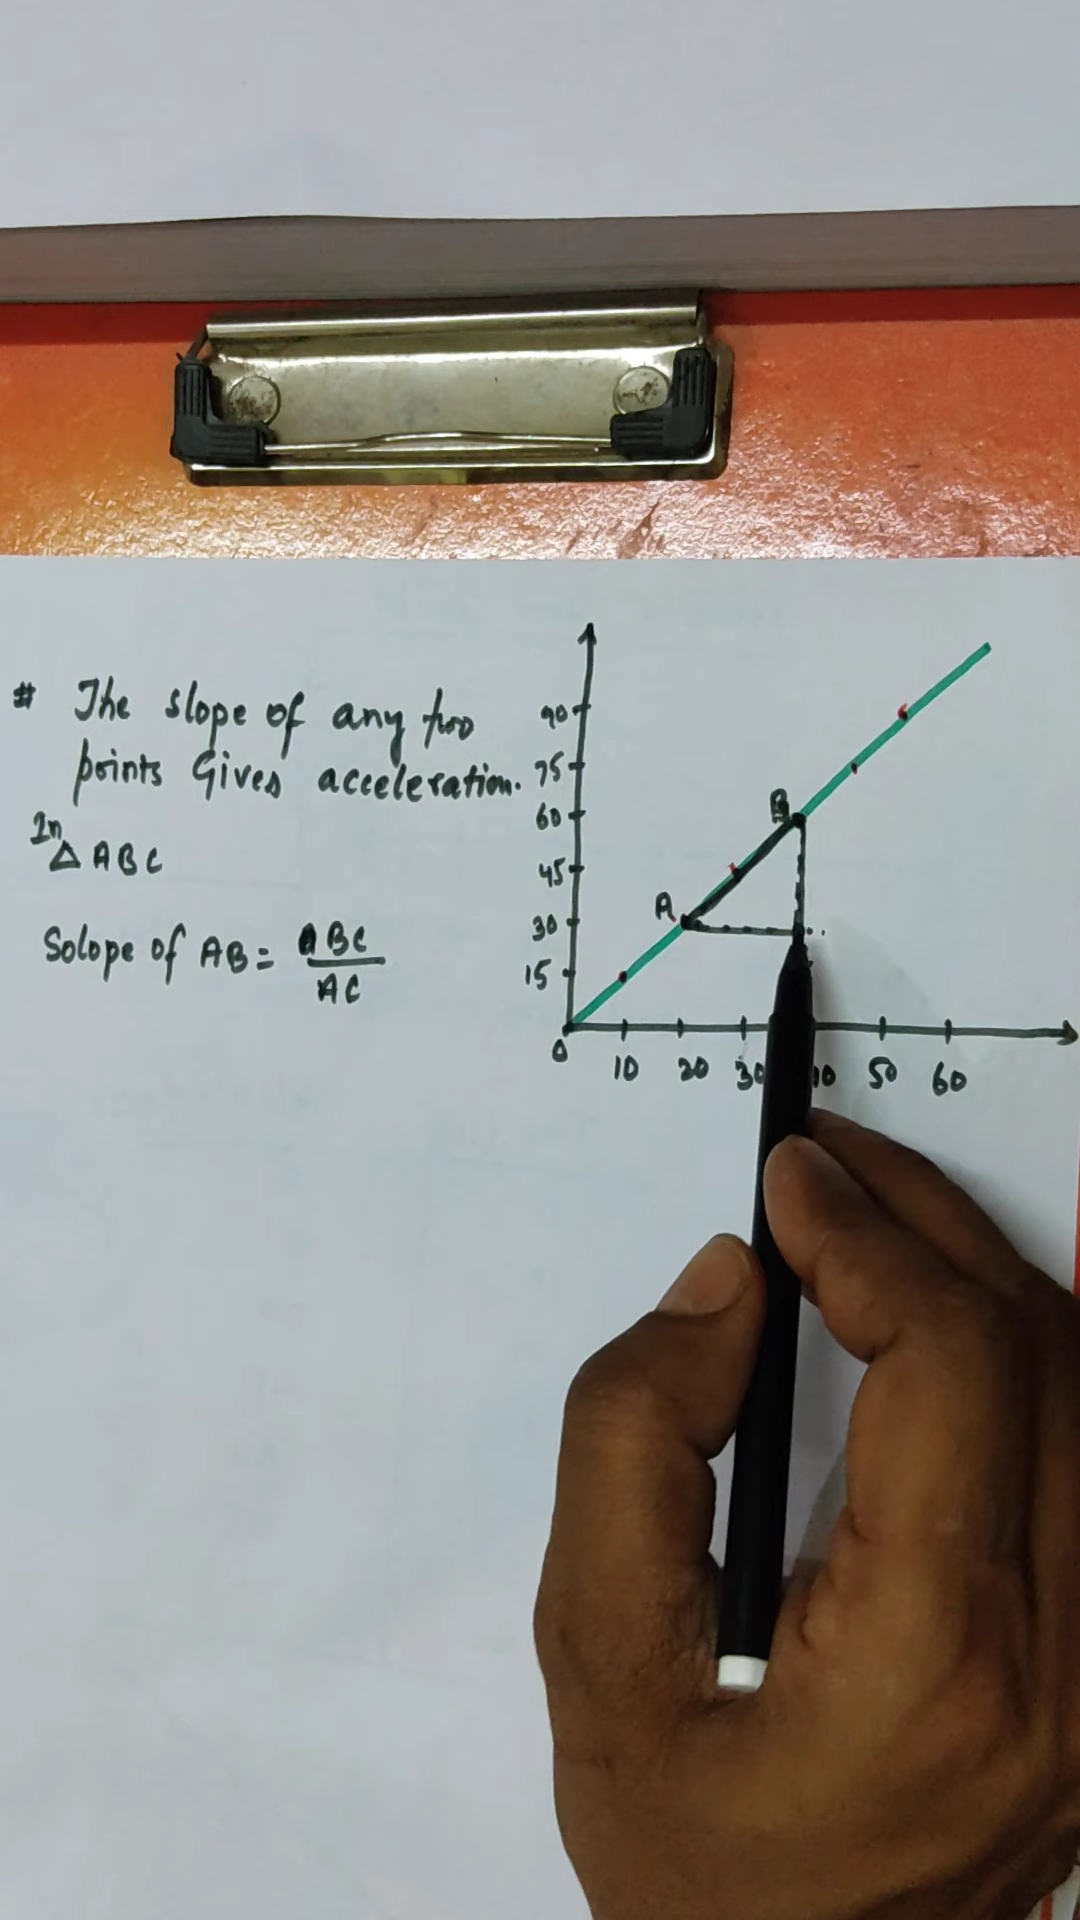 # The slope of any two
points Gives acceleration.
In
Δ ABC
Solope of AB = BC
AC
90
75
60
45
30
15
0
10 20 30 50 60
A
B